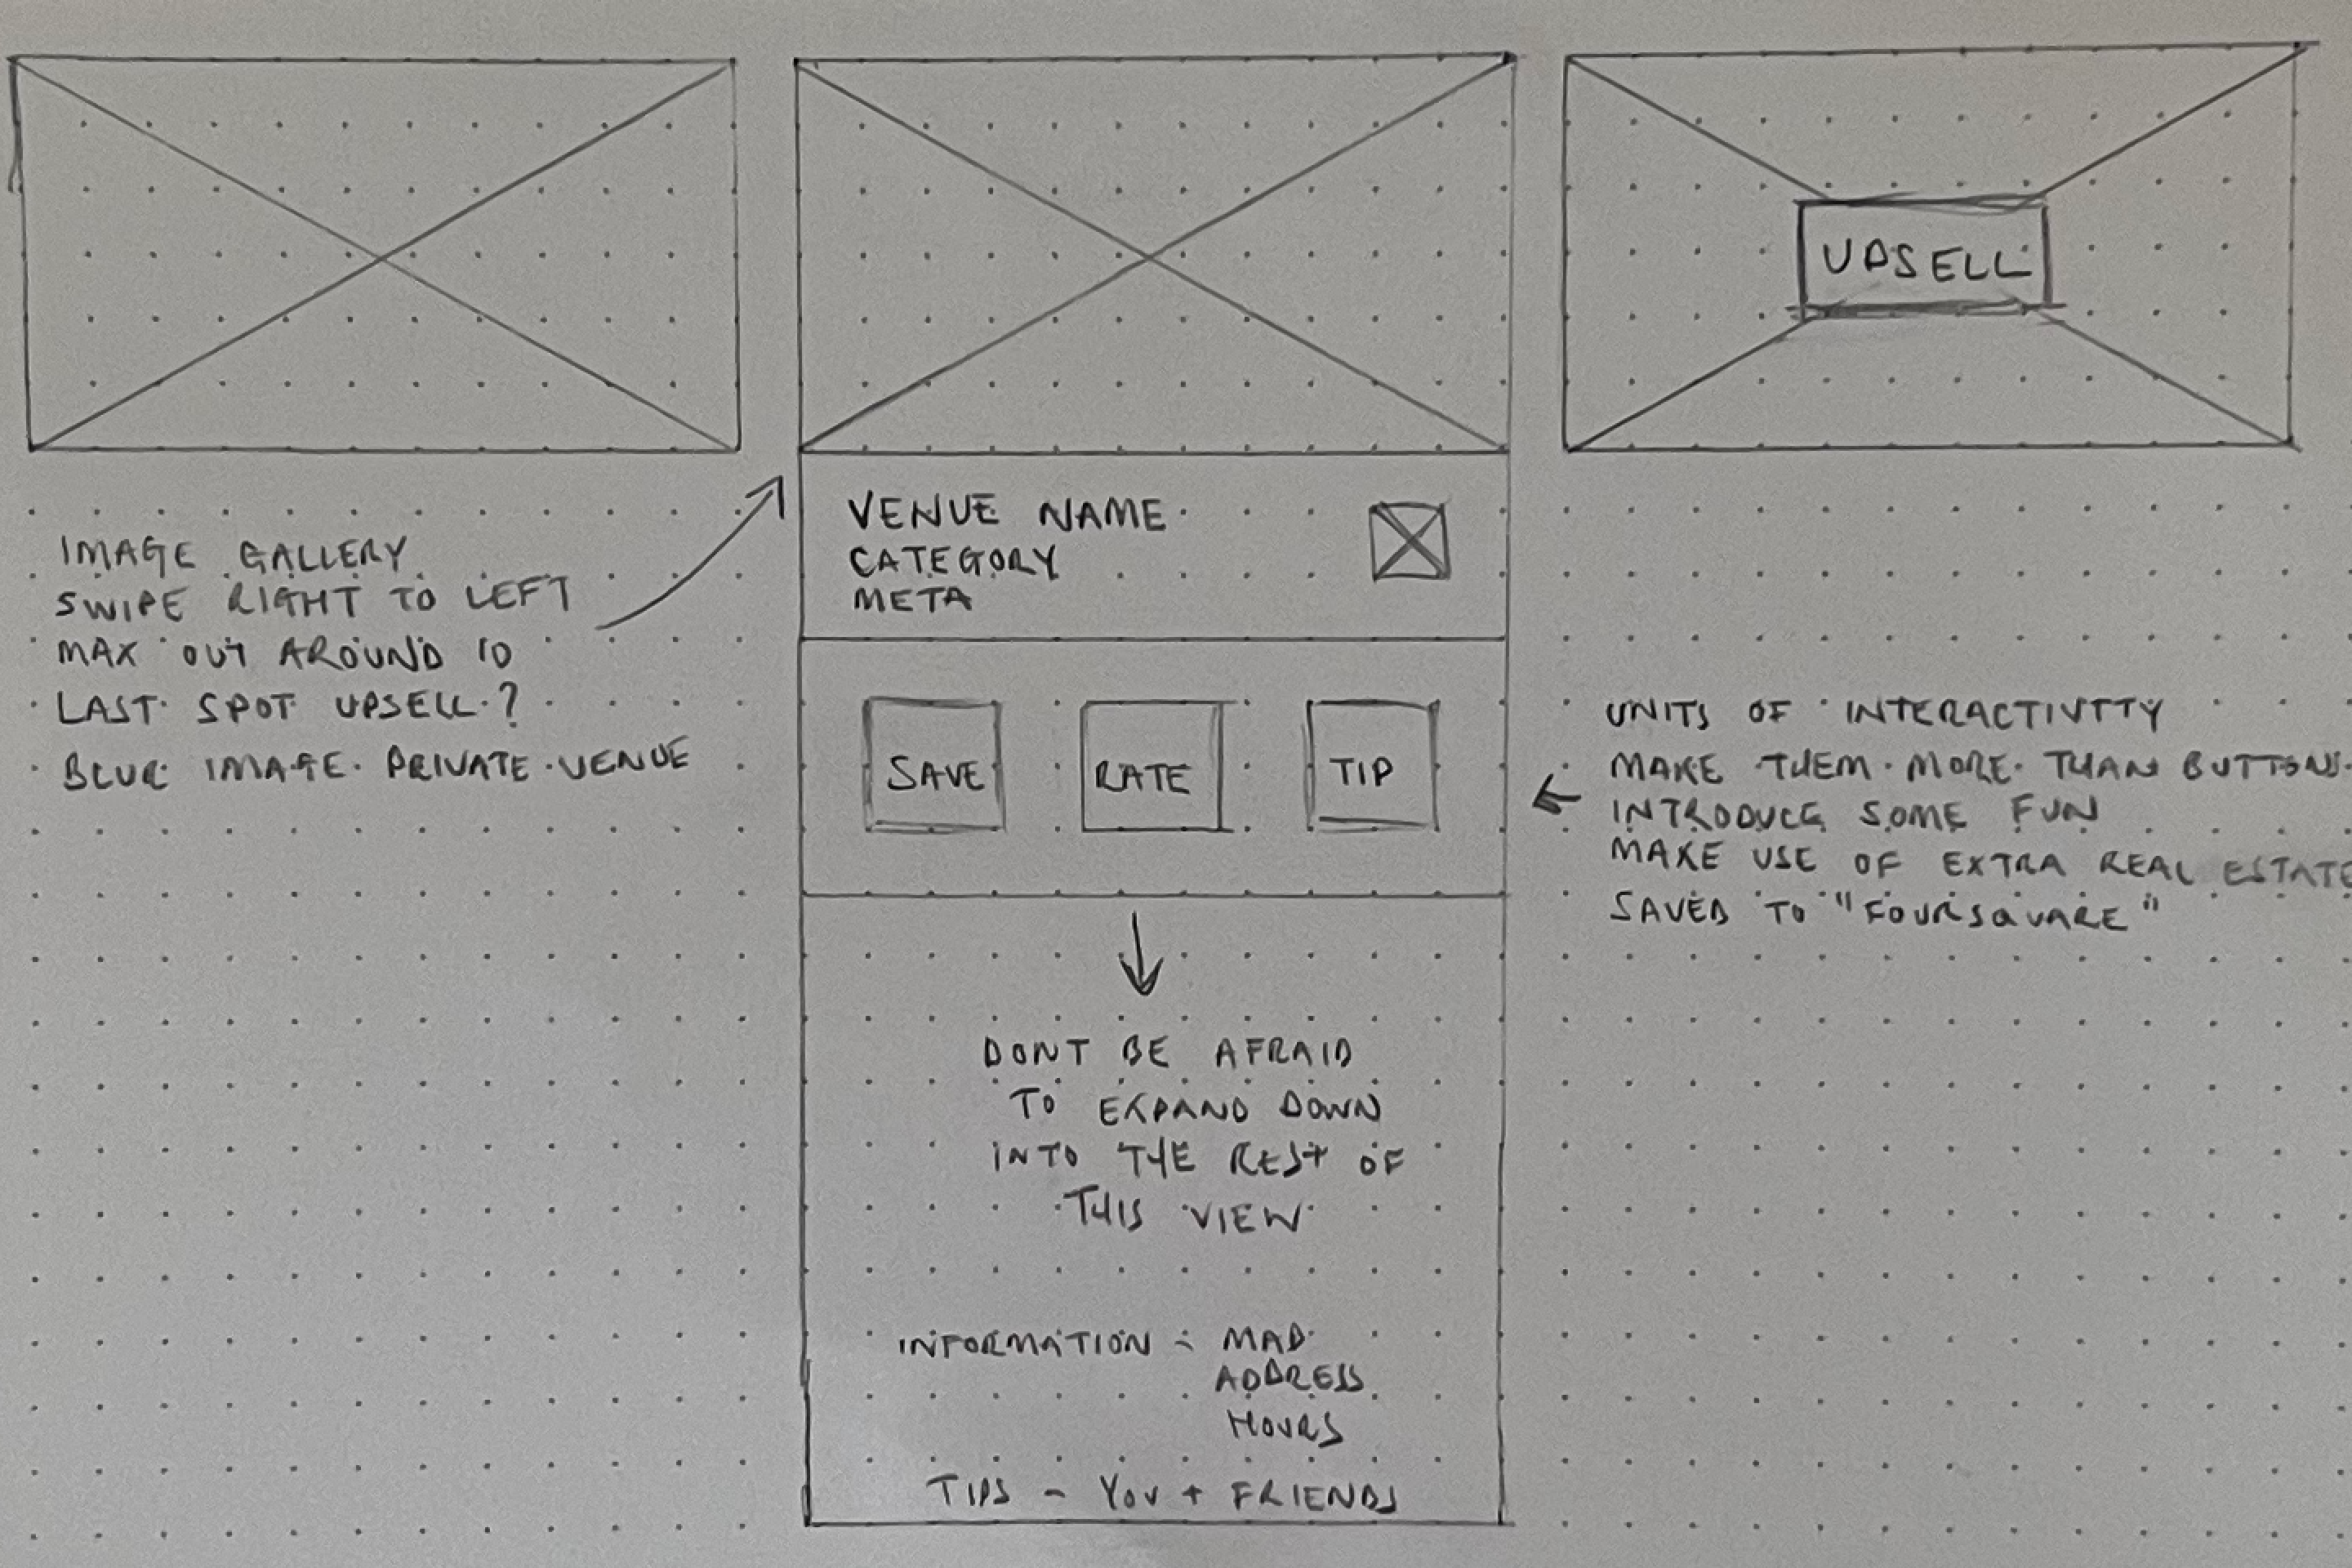 UPSELL
IMAGE GALLERY
SWIPE RIGHT TO LEFT
MAX OUT AROUND 10
LAST SPOT UPSELL?
BLUR IMAGE PRIVATE VENUE
VENUE NAME
CATEGORY
META
SAVE RATE TIP
UNITS OF INTERACTIVITY
MAKE THEM MORE THAN BUTTONS
INTRODUCE SOME FUN
MAKE USE OF EXTRA REAL ESTATE
SAVED TO "FOURSQUARE"
DONT BE AFRAID
TO EXPAND DOWN
INTO THE REST OF
THIS VIEW
INFORMATION - MAP
ADDRESS
HOURS
TIPS - YOU + FRIENDS